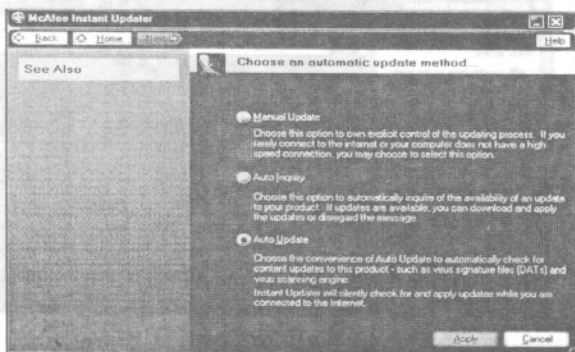 McAfee Instant Updater
Back Home Next
Help
See Also
Choose an automatic update method...
Manual Update
Choose this option to own explicit control of the updating process. If you
rarely connect to the internet or your computer does not have a high
speed connection, you may choose to select this option.
Auto Inquiry
Choose this option to automatically inquire of the availability of an update
to your product. If updates are available, you can download and apply
the updates or disregard the message.
Auto Update
Choose the convenience of Auto Update to automatically check for
content updates to this product - such as virus signature files (DATs) and
virus scanning engine.
Instant Updater will silently check for and apply updates while you are
connected to the Internet.
Apply Cancel